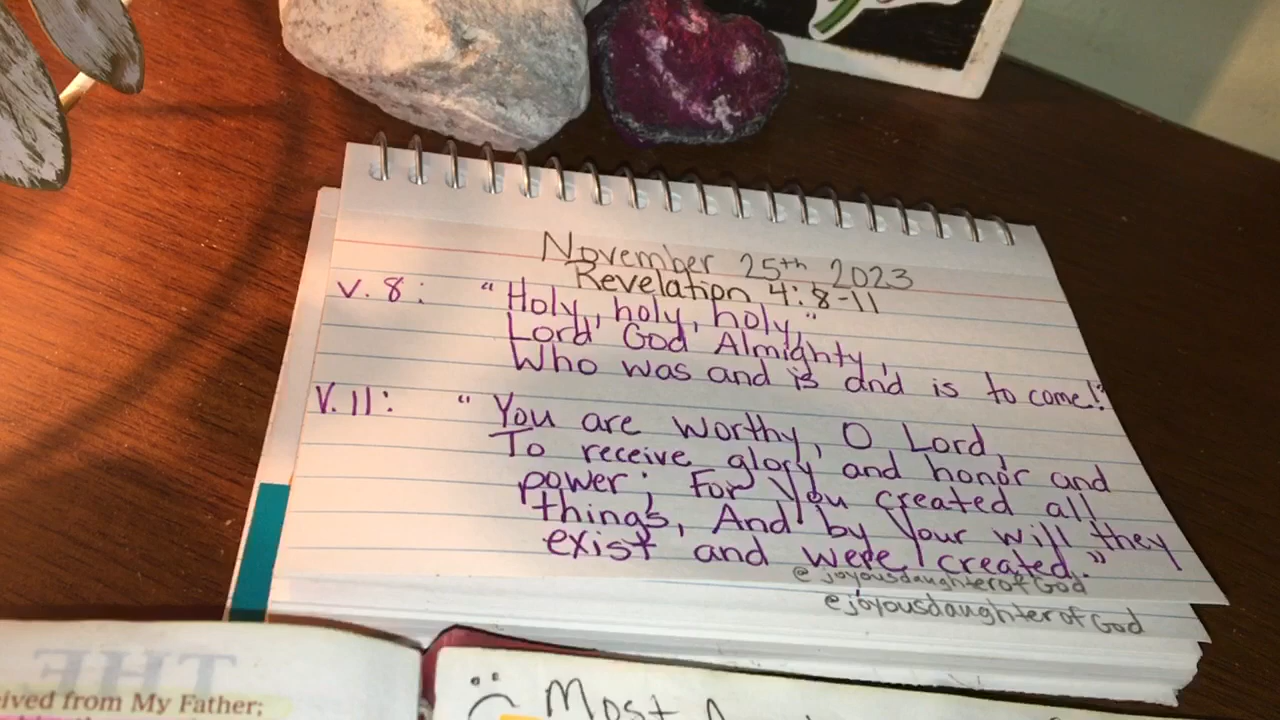 November 25th 2023
Revelation 4:8-11
V. 8: "Holy, holy, holy,"
Lord God Almighty,
Who was and is and is to come!"
V. 11: "You are worthy, O Lord,
To receive glory and honor and
power; For You created all
things, And by Your will they
exist and were created."
@joyousdaughterofGod
@joyousdaughterofGod
THE
ived from My Father;
Most